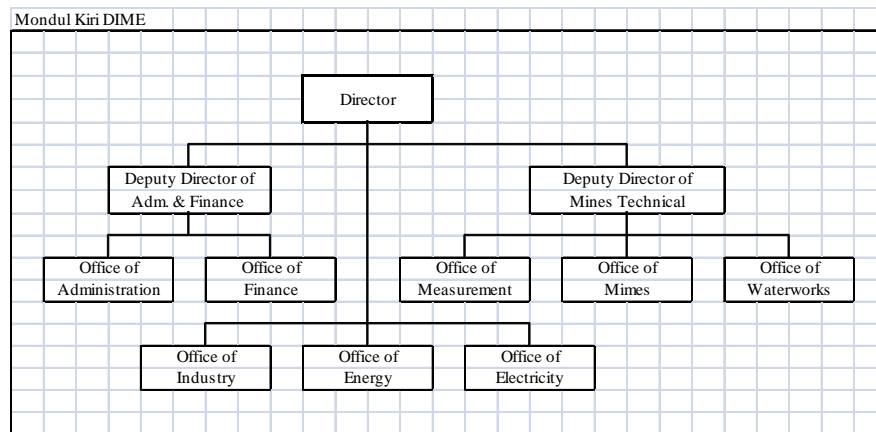 Mondul Kiri DIME
Director
Deputy Director of
Adm. & Finance
Deputy Director of
Mines Technical
Office of
Administration
Office of
Finance
Office of
Measurement
Office of
Mimes
Office of
Waterworks
Office of
Industry
Office of
Energy
Office of
Electricity